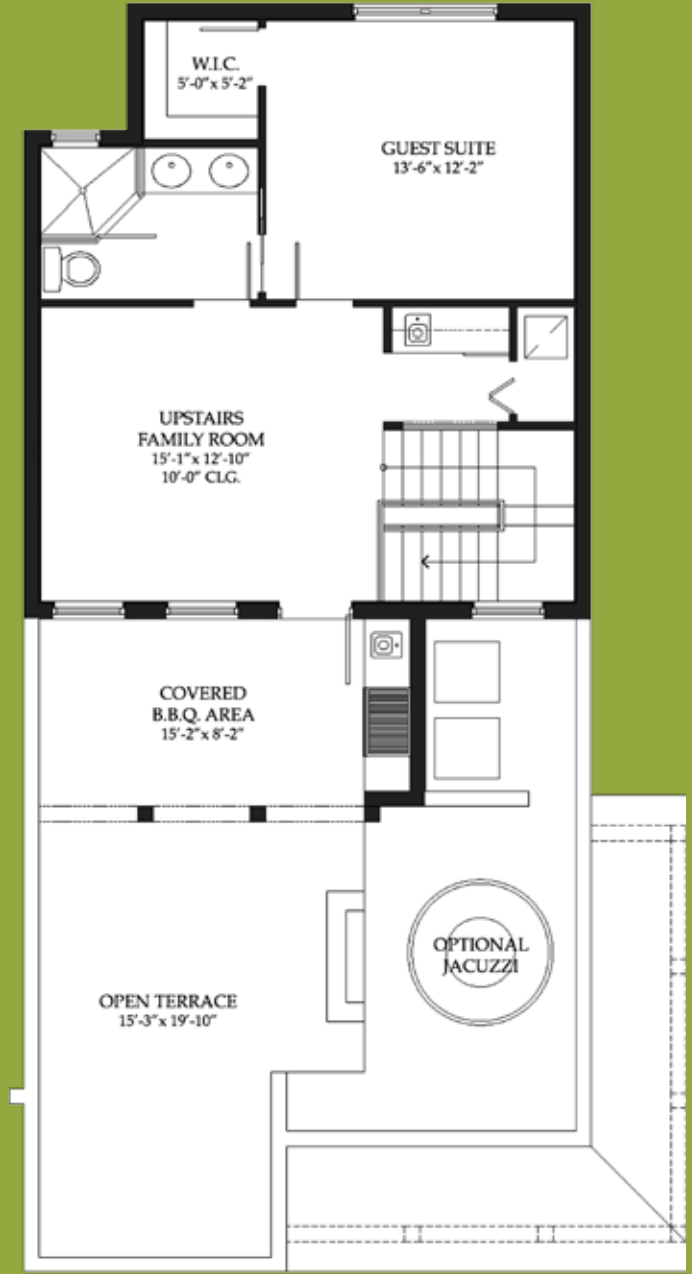 W.I.C.
5'-0" x 5'-2"
GUEST SUITE
13'-6" x 12'-2"
UPSTAIRS
FAMILY ROOM
15'-1" x 12'-10"
10'-0" CLG.
COVERED
B.B.Q. AREA
15'-2" x 8'-2"
OPTIONAL
JACUZZI
OPEN TERRACE
15'-3" x 19'-10"